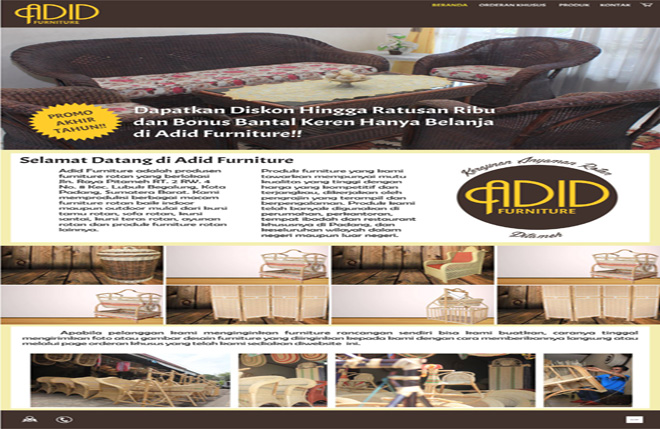 ADID
FURNITURE
BERANDA ORDERAN KHUSUS PRODUK KONTAK
PROMO
AKHIR
TAHUN!!
Dapatkan Diskon Hingga Ratusan Ribu
dan Bonus Bantal Keren Hanya Belanja
di Adid Furniture!!
Selamat Datang di Adid Furniture
Adid Furniture adalah produsen
furniture rotan yang berlokasi
Jln. Raya Pitameh RT. 2 RW. 4
No. 8 Kec. Lubuk Begalung, Kota
Padang, Sumatera Barat. Kami
memproduksi berbagai macam
furniture rotan baik indoor
maupun outdoor mulai dari kursi
tamu rotan, sofa rotan, kursi
santai, kursi teras rotan, ayunan
rotan dan produk furniture rotan
lainnya.
Produk furniture yang kami
tawarkan mempunyai mutu
kualitas yang tinggi dengan
harga yang kompetitif dan
terjangkau, dikerjakan oleh
pengrajin yang terampil dan
berpengalaman. Produk kami
telah banyak digunakan di
perumahan, perkantoran,
tempat ibadah dan restaurant
khususnya di Padang, dan
keseluruhan wilayah dalam
negeri maupun luar negeri.
Kerajinan Anyaman Rotan
ADID
FURNITURE
Pitameh
Apabila pelanggan kami menginginkan furniture rancangan sendiri bisa kami buatkan, caranya tinggal
mengirimkan foto atau gambar desain furniture yang diinginkan kepada kami dengan cara memberikannya langsung atau
melalui page orderan khusus yang telah kami sediakan diwebsite ini.